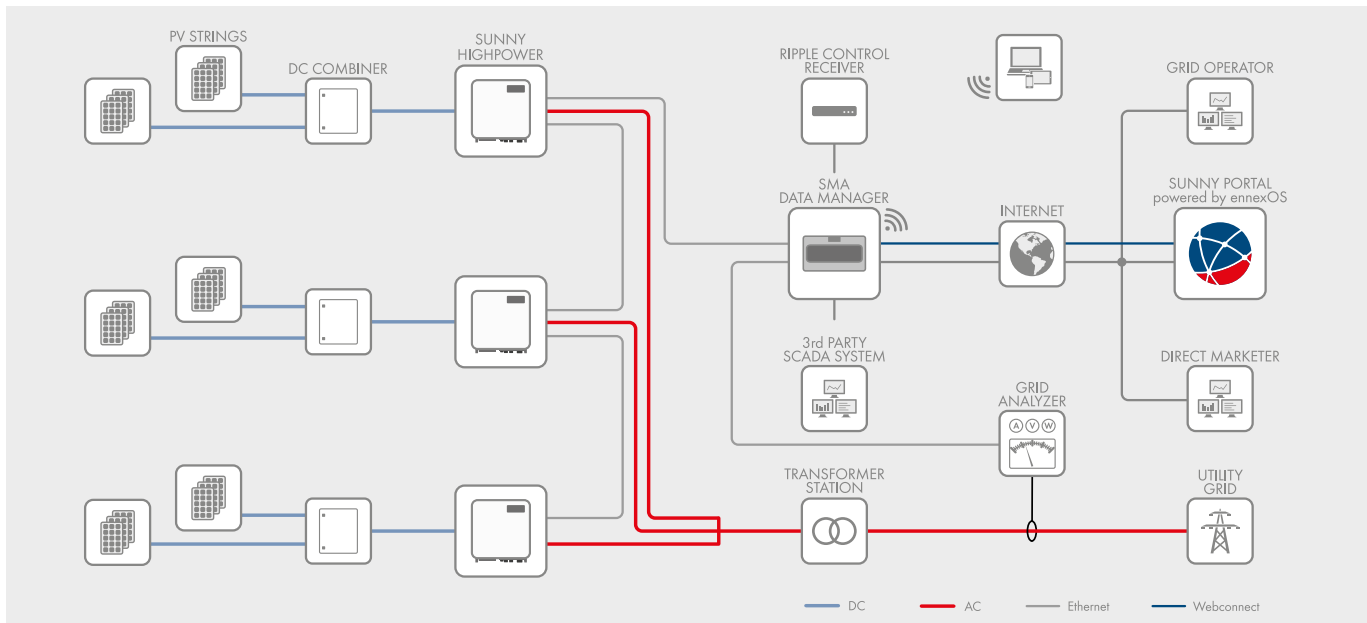 PV STRINGS
DC COMBINER
SUNNY
HIGHPOWER
RIPPLE CONTROL
RECEIVER
GRID OPERATOR
SMA
DATA MANAGER
INTERNET
SUNNY PORTAL
powered by ennexOS
3rd PARTY
SCADA SYSTEM
DIRECT MARKETER
GRID
ANALYZER
A V W
TRANSFORMER
STATION
UTILITY
GRID
DC
AC
Ethernet
Webconnect